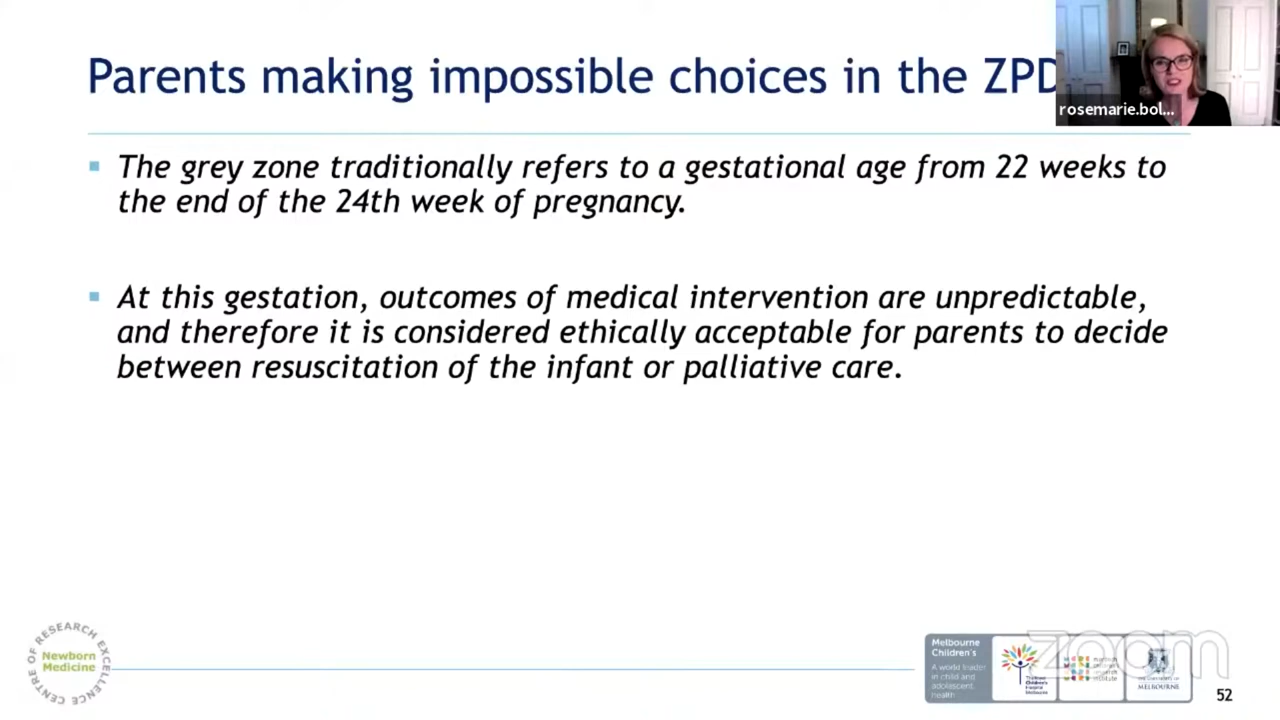 Parents making impossible choices in the ZPD
rosemarie.bol...
The grey zone traditionally refers to a gestational age from 22 weeks to
the end of the 24th week of pregnancy.
At this gestation, outcomes of medical intervention are unpredictable,
and therefore it is considered ethically acceptable for parents to decide
between resuscitation of the infant or palliative care.
CENTRE OF RESEARCH EXCELLENCE
Newborn
Medicine
Melbourne
Children's
A world leader
in child and
adolescent
health
The Royal
Children's
Hospital
Melbourne
MELBOURNE
zoom
52